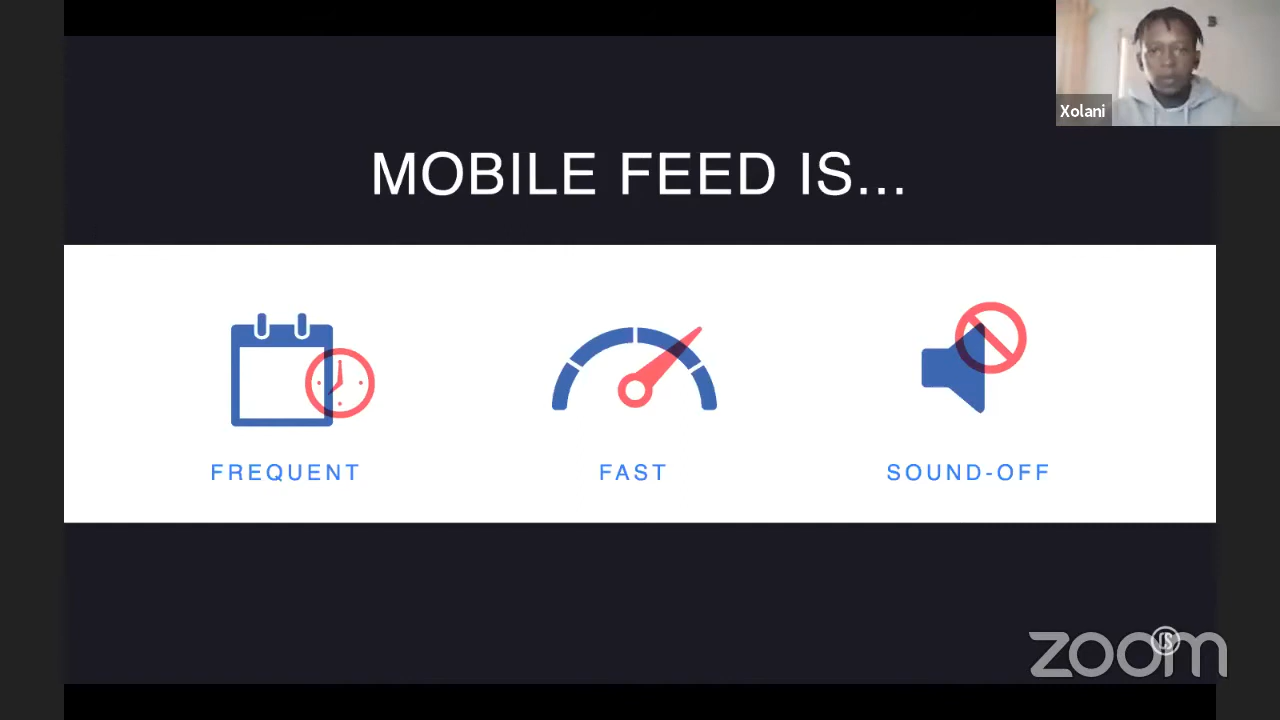 Xolani
MOBILE FEED IS...
FREQUENT
FAST
SOUND-OFF
zoom